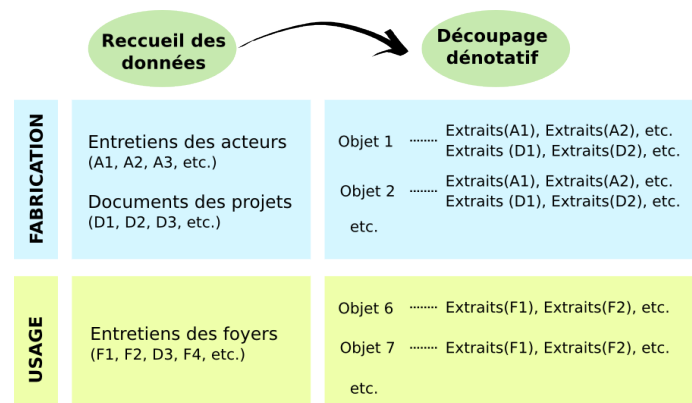 Reccueil des
données
Découpage
dénotatif
FABRICATION
Entretiens des acteurs
(A1, A2, A3, etc.)
Documents des projets
(D1, D2, D3, etc.)
Objet 1 ........ Extraits(A1), Extraits(A2), etc.
Extraits (D1), Extraits(D2), etc.
Objet 2 ........ Extraits(A1), Extraits(A2), etc.
Extraits (D1), Extraits(D2), etc.
etc.
USAGE
Entretiens des foyers
(F1, F2, D3, F4, etc.)
Objet 6 ........ Extraits(F1), Extraits(F2), etc.
Objet 7 ........ Extraits(F1), Extraits(F2), etc.
etc.